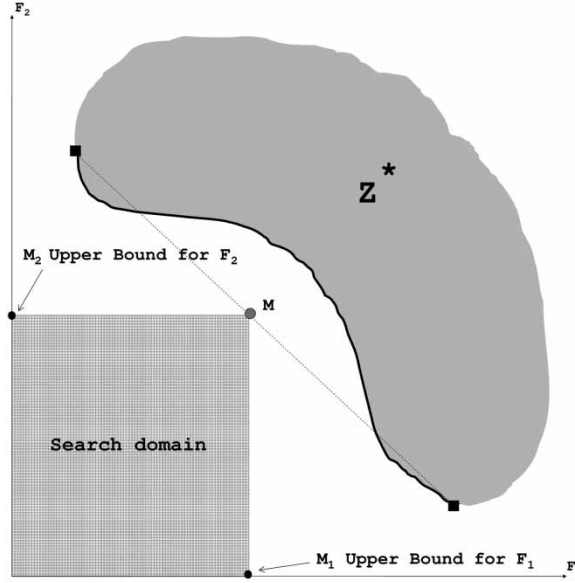 F2
Z*
M2 Upper Bound for F2
M
Search domain
M1 Upper Bound for F1
F